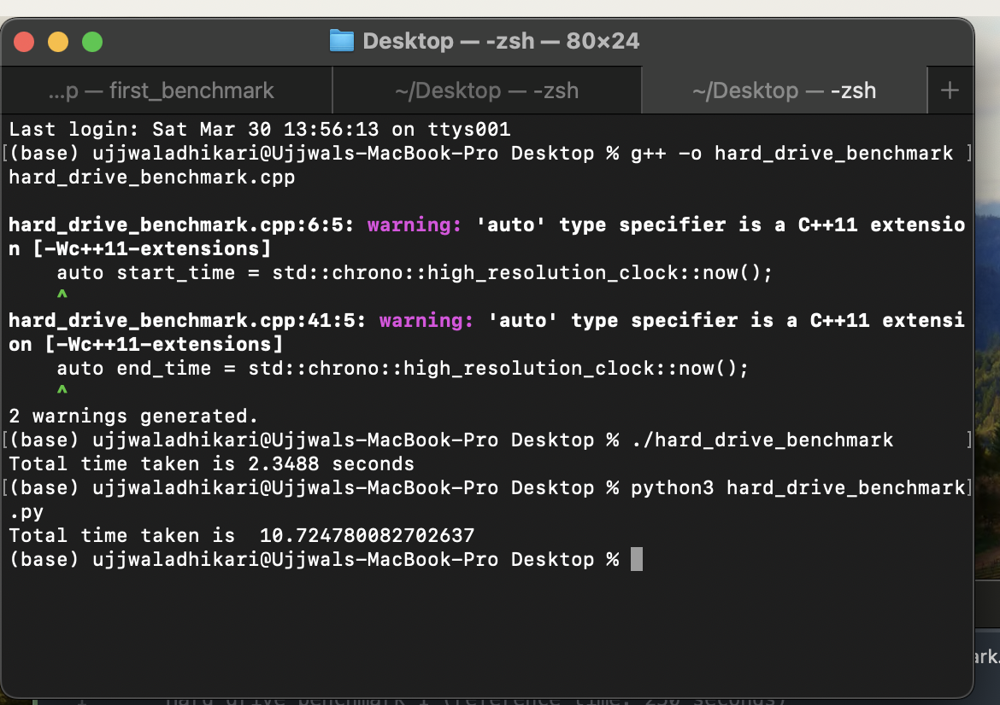 Desktop — -zsh — 80×24
...p — first_benchmark
~/Desktop — -zsh
~/Desktop — -zsh
+
Last login: Sat Mar 30 13:56:13 on ttys001
[(base) ujjwaladhikari@Ujjwals-MacBook-Pro Desktop % g++ -o hard_drive_benchmark ]
hard_drive_benchmark.cpp
hard_drive_benchmark.cpp:6:5: warning: 'auto' type specifier is a C++11 extensio
n [-Wc++11-extensions]
    auto start_time = std::chrono::high_resolution_clock::now();
    ^
hard_drive_benchmark.cpp:41:5: warning: 'auto' type specifier is a C++11 extensi
on [-Wc++11-extensions]
    auto end_time = std::chrono::high_resolution_clock::now();
    ^
2 warnings generated.
[(base) ujjwaladhikari@Ujjwals-MacBook-Pro Desktop % ./hard_drive_benchmark      ]
Total time taken is 2.3488 seconds
[(base) ujjwaladhikari@Ujjwals-MacBook-Pro Desktop % python3 hard_drive_benchmark]
.py
Total time taken is  10.724780082702637
(base) ujjwaladhikari@Ujjwals-MacBook-Pro Desktop %
ark.